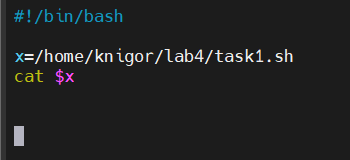 #!/bin/bash
x=/home/knigor/lab4/task1.sh
cat $x